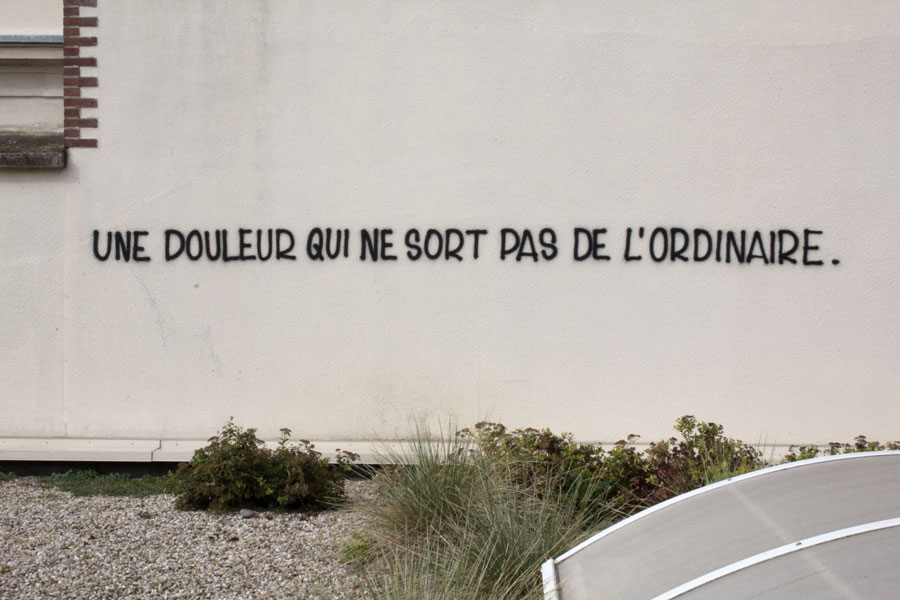 UNE DOULEUR QUI NE SORT PAS DE L'ORDINAIRE.